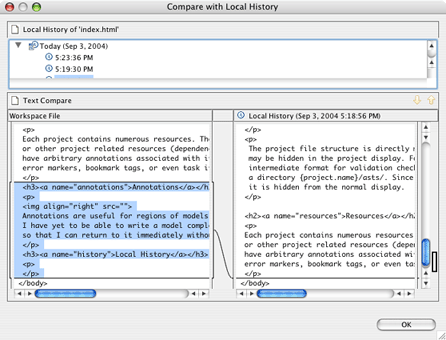 Compare with Local History
Local History of 'index.html'
Today (Sep 3, 2004)
5:23:36 PM
5:19:30 PM
Text Compare
Workspace File
<p>
Each project contains numerous resources. Th
or other project related resources (dependen
have arbitrary annotations associated with i
error markers, bookmark tags, or even task i
</p>
<h3><a name="annotations">Annotations</a></h
<p>
<img align="right" src="">
Annotations are useful for regions of models
I have yet to be able to write a model compl
so that I can return to it immediately withou
</p>
<h3><a name="history">Local History</a></h3>
<p>
</p>
</body>
Local History (Sep 3, 2004 5:18:56 PM)
</p>
<p>
The project file structure is directly r
may be hidden in the project display. F
intermediate format for validation chec
a directory {project.name}/asts/. Since
it is hidden from the normal display.
</p>
<h2><a name="resources">Resources</a></h
<p>
Each project contains numerous resources
or other project related resources (depe
have arbitrary annotations associated wi
error markers, bookmark tags, or even tas
</p>
</body>
OK